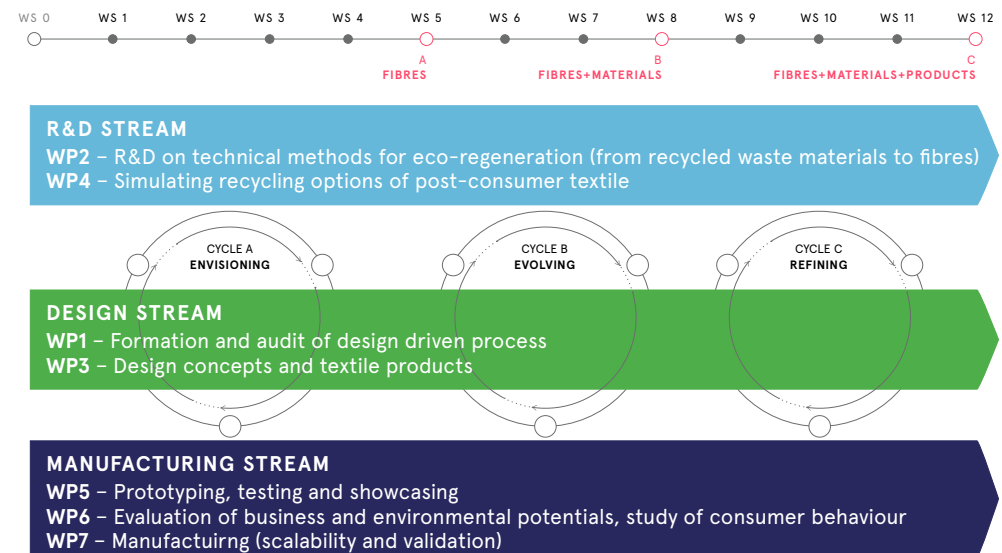 WS 0 WS 1 WS 2 WS 3 WS 4 WS 5 WS 6 WS 7 WS 8 WS 9 WS 10 WS 11 WS 12
A B C
FIBRES FIBRES+MATERIALS FIBRES+MATERIALS+PRODUCTS
R&D STREAM
WP2 – R&D on technical methods for eco-regeneration (from recycled waste materials to fibres)
WP4 – Simulating recycling options of post-consumer textile
CYCLE A CYCLE B CYCLE C
ENVISIONING EVOLVING REFINING
DESIGN STREAM
WP1 – Formation and audit of design driven process
WP3 – Design concepts and textile products
MANUFACTURING STREAM
WP5 – Prototyping, testing and showcasing
WP6 – Evaluation of business and environmental potentials, study of consumer behaviour
WP7 – Manufactuirng (scalability and validation)